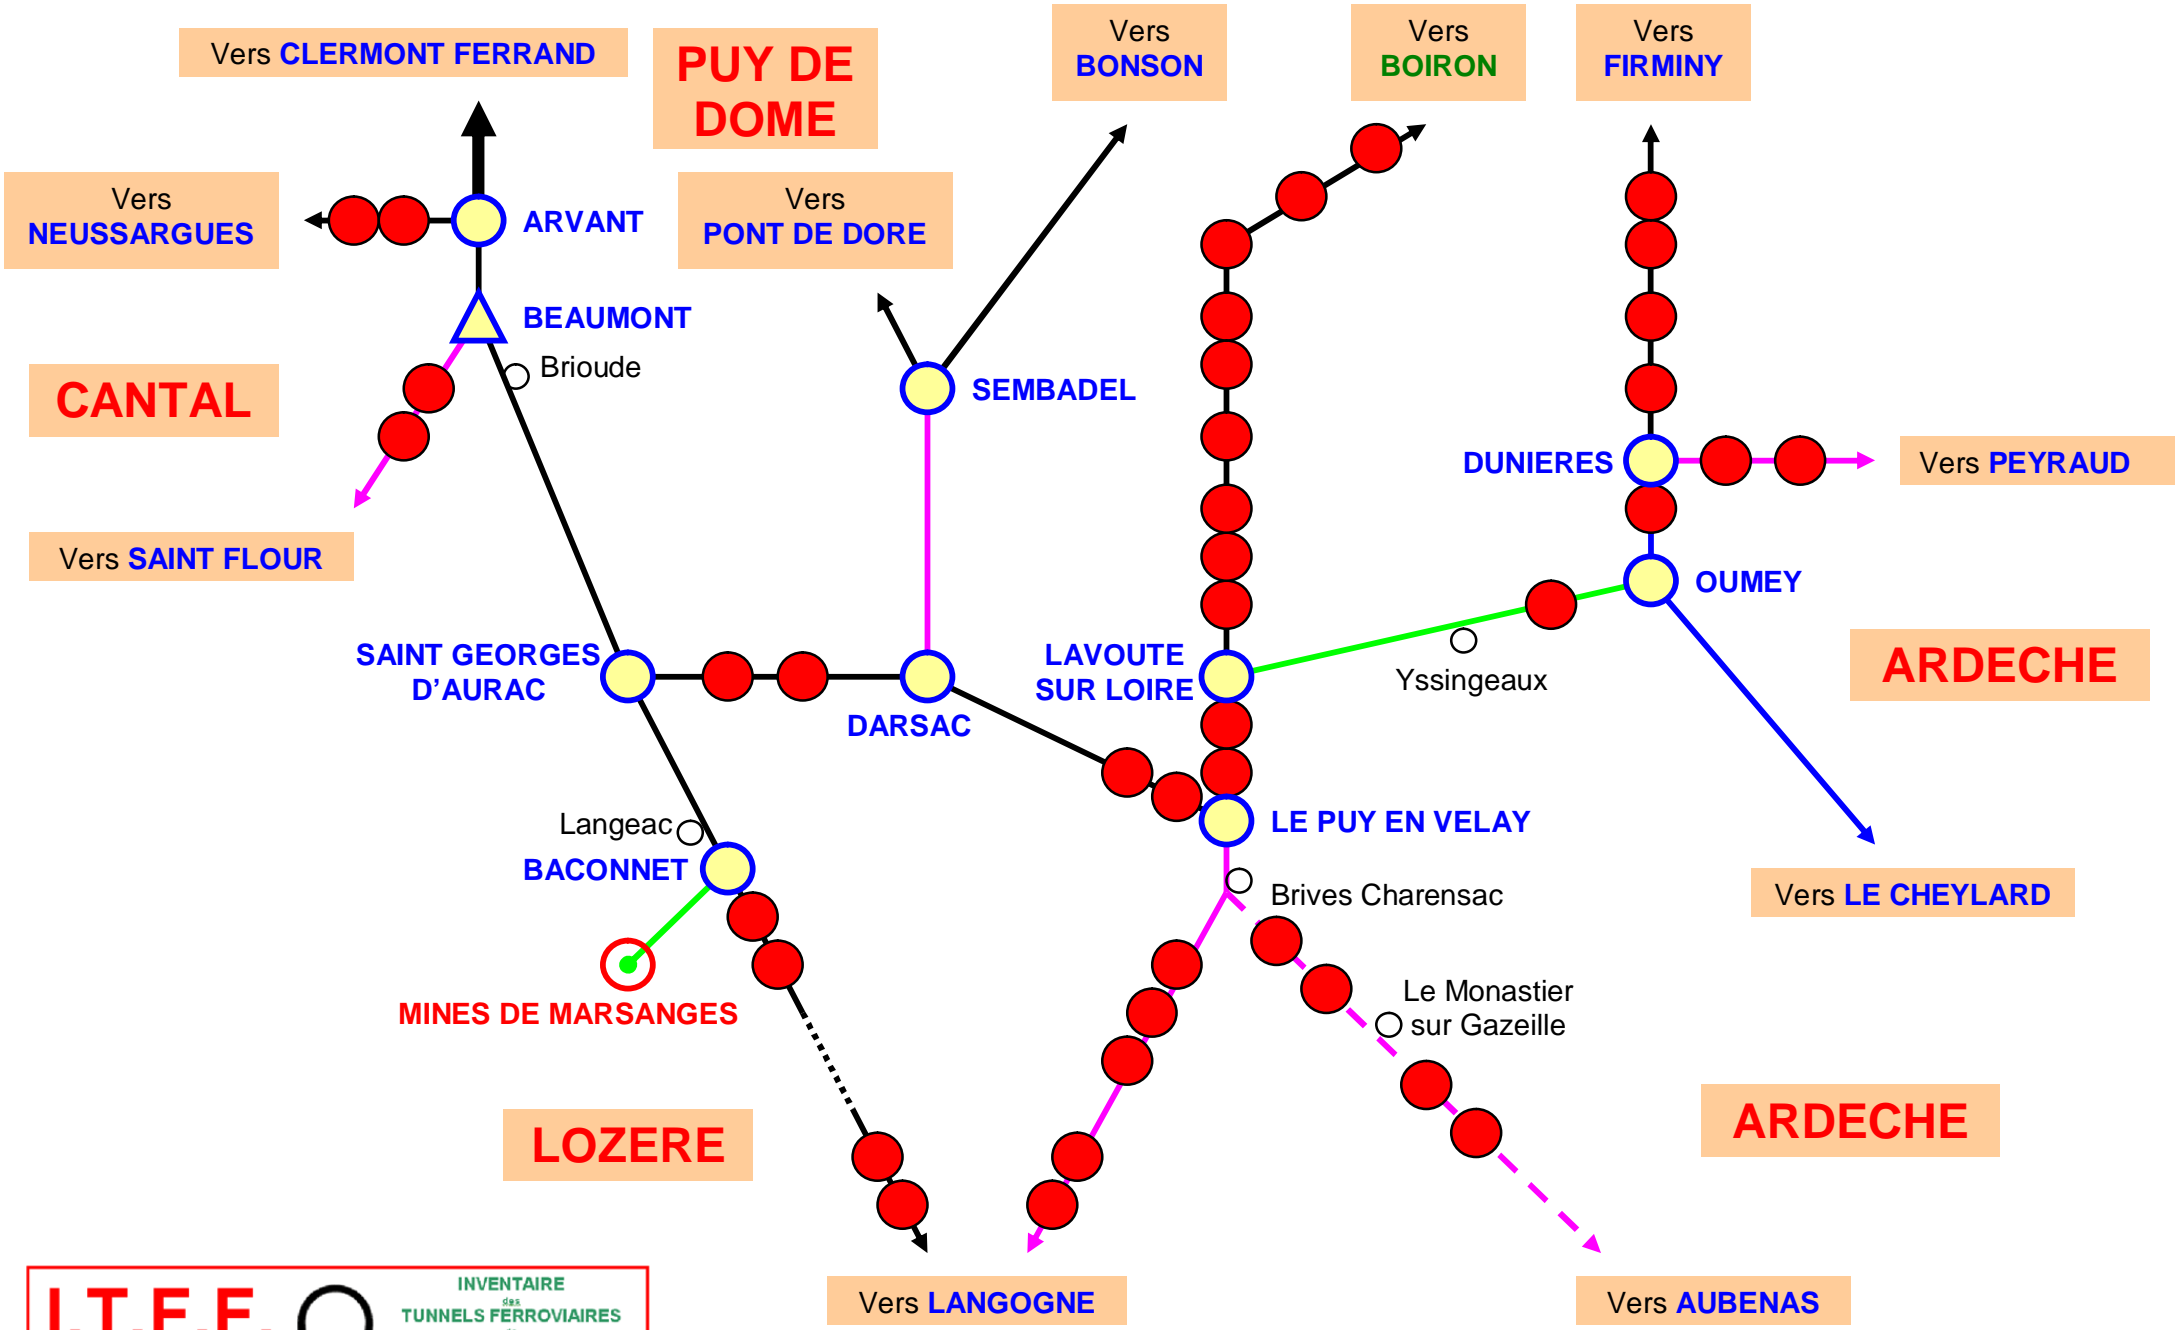 Vers CLERMONT FERRAND
PUY DE
DOME
Vers
BONSON
Vers
BOIRON
Vers
FIRMINY
Vers
NEUSSARGUES
ARVANT
Vers
PONT DE DORE
BEAUMONT
Brioude
CANTAL
SEMBADEL
DUNIERES
Vers PEYRAUD
Vers SAINT FLOUR
OUMEY
SAINT GEORGES
D'AURAC
DARSAC
LAVOUTE
SUR LOIRE
Yssingeaux
ARDECHE
Langeac
BACONNET
LE PUY EN VELAY
Brives Charensac
Vers LE CHEYLARD
MINES DE MARSANGES
Le Monastier
sur Gazeille
LOZERE
ARDECHE
Vers LANGOGNE
Vers AUBENAS
I.T.F.F.
INVENTAIRE
des
TUNNELS FERROVIAIRES